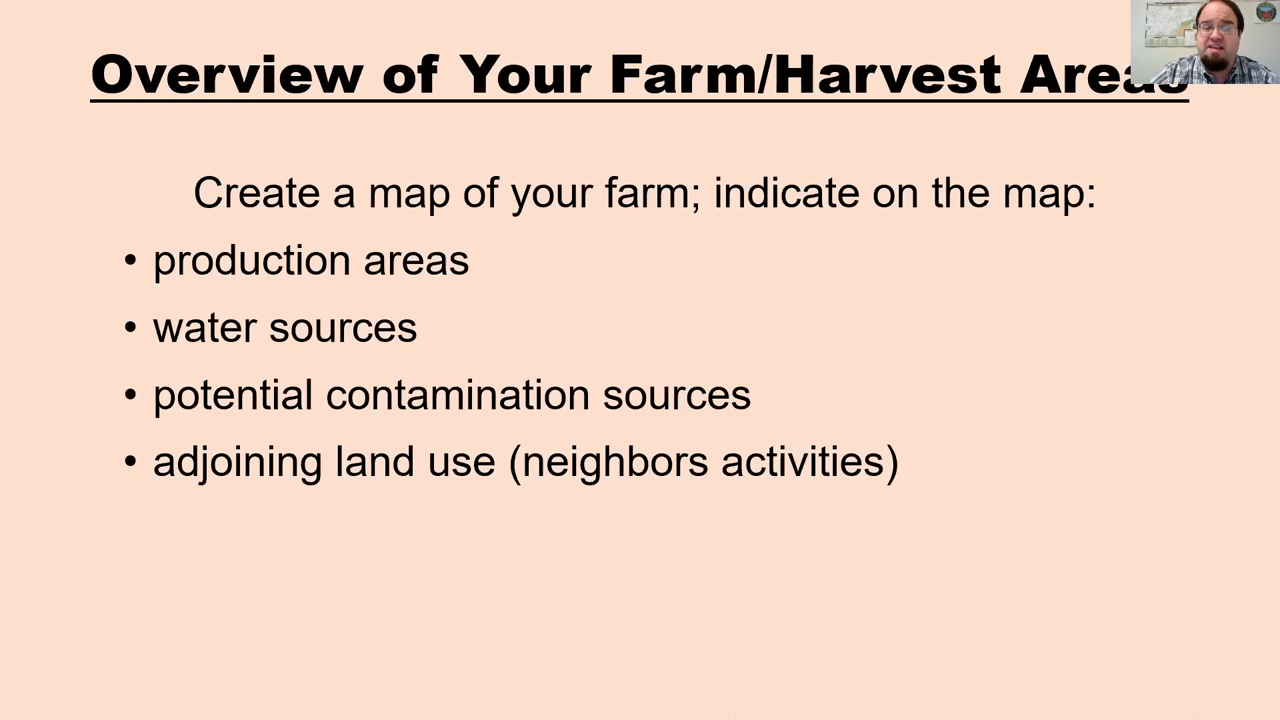 Overview of Your Farm/Harvest Areas
Create a map of your farm; indicate on the map:
• production areas
• water sources
• potential contamination sources
• adjoining land use (neighbors activities)